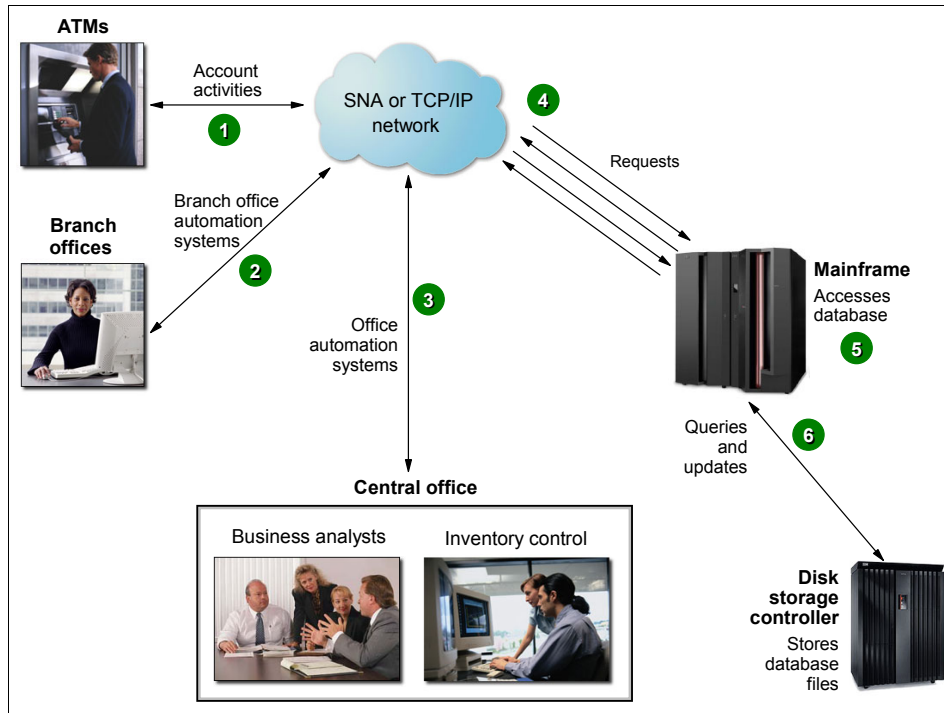 ATMs
Account
activities
1
SNA or TCP/IP
network
4
Requests
Branch
offices
Branch office
automation
systems
2
3
Office
automation
systems
Mainframe
Accesses
database
5
Queries
and
updates
6
Central office
Business analysts
Inventory control
Disk
storage
controller
Stores
database
files